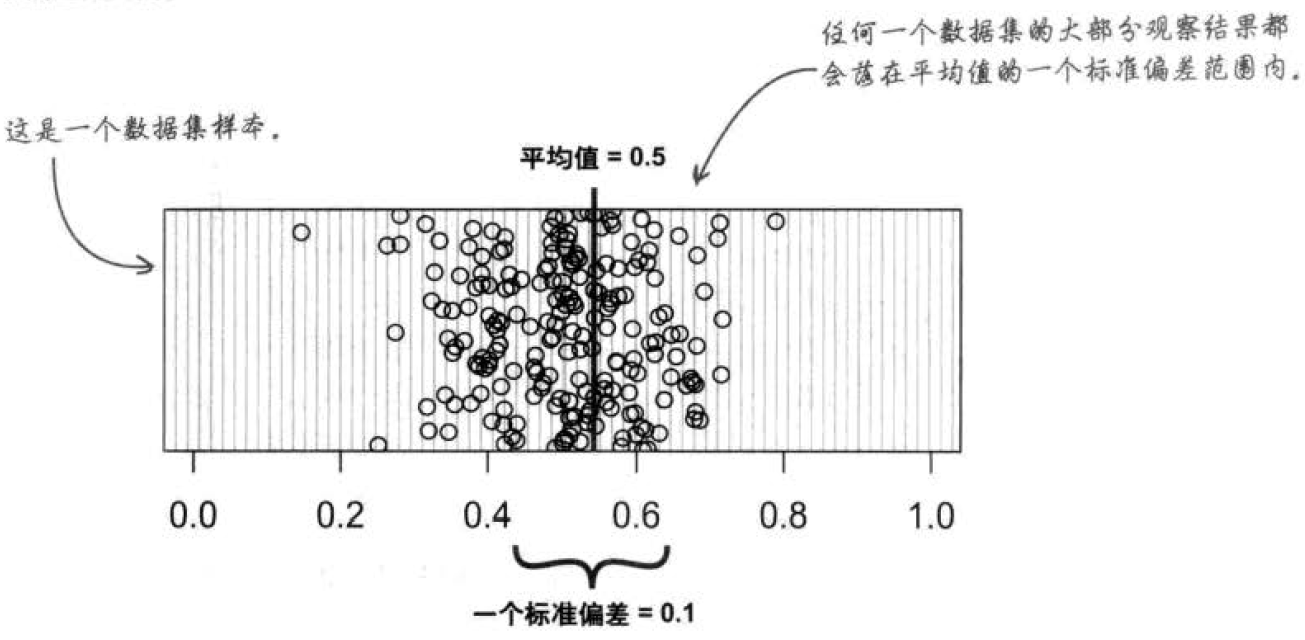 任何一个数据集的大部分观察结果都
会落在平均值的一个标准偏差范围内。
这是一个数据集样本。
平均值 = 0.5
0.0 0.2 0.4 0.6 0.8 1.0
一个标准偏差 = 0.1